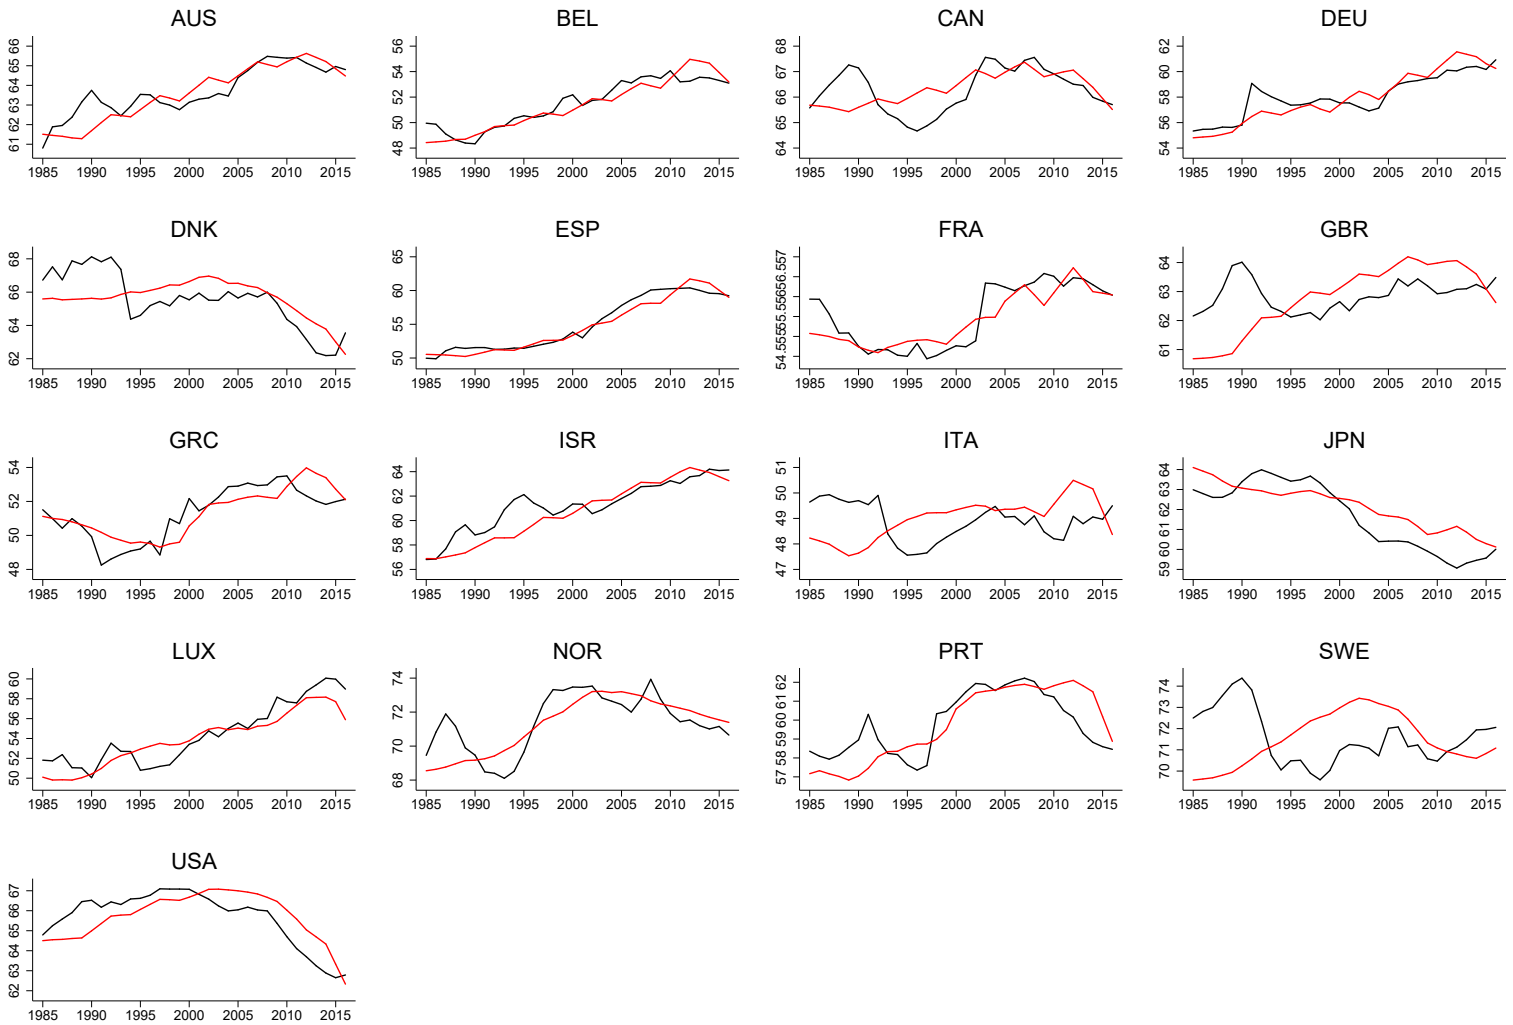 AUS
61 62 63 64 65 66
1985 1990 1995 2000 2005 2010 2015
BEL
48 50 52 54 56
1985 1990 1995 2000 2005 2010 2015
CAN
64 65 66 67 68
1985 1990 1995 2000 2005 2010 2015
DEU
54 56 58 60 62
1985 1990 1995 2000 2005 2010 2015
DNK
62 64 66 68
1985 1990 1995 2000 2005 2010 2015
ESP
50 55 60 65
1985 1990 1995 2000 2005 2010 2015
FRA
1985 1990 1995 2000 2005 2010 2015
GBR
61 62 63 64
1985 1990 1995 2000 2005 2010 2015
GRC
48 50 52 54
1985 1990 1995 2000 2005 2010 2015
ISR
56 58 60 62 64
1985 1990 1995 2000 2005 2010 2015
ITA
47 48 49 50 51
1985 1990 1995 2000 2005 2010 2015
JPN
59 60 61 62 63 64
1985 1990 1995 2000 2005 2010 2015
LUX
50 52 54 56 58 60
1985 1990 1995 2000 2005 2010 2015
NOR
68 70 72 74
1985 1990 1995 2000 2005 2010 2015
PRT
57 58 59 60 61 62
1985 1990 1995 2000 2005 2010 2015
SWE
70 71 72 73 74
1985 1990 1995 2000 2005 2010 2015
USA
62 63 64 65 66 67
1985 1990 1995 2000 2005 2010 2015